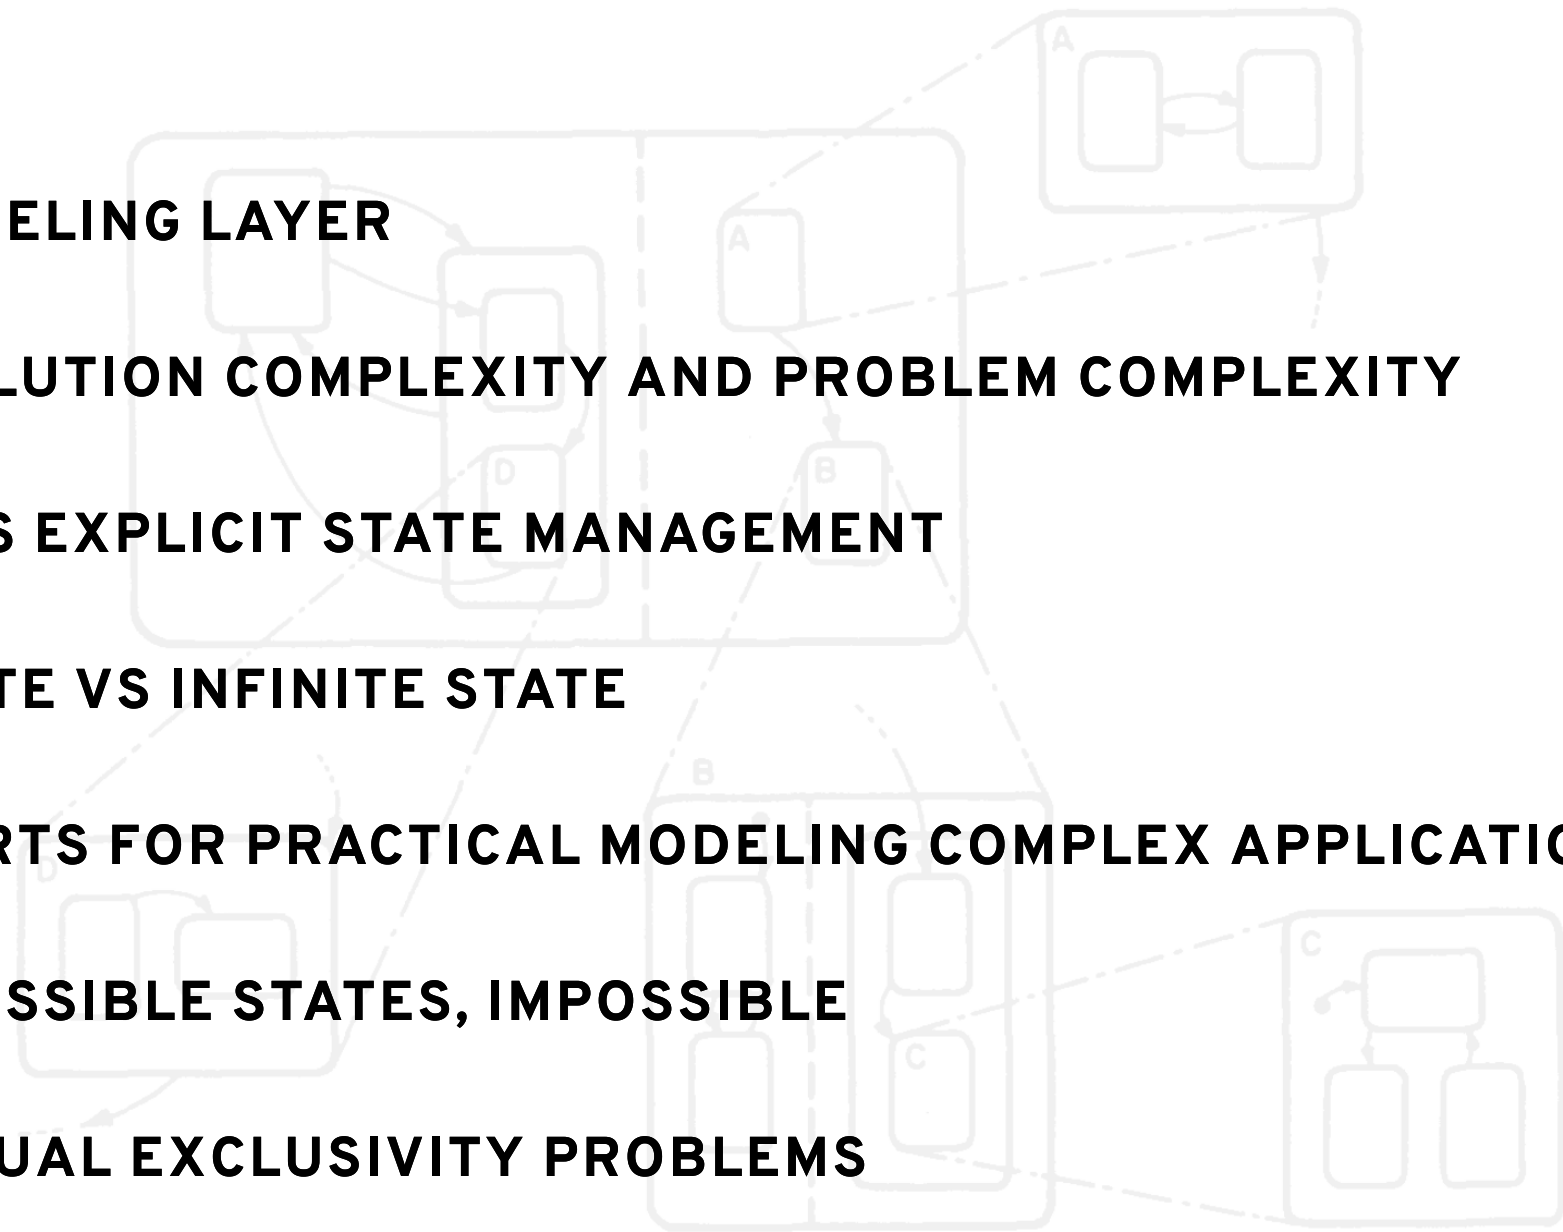 A
ELING LAYER
A
LUTION COMPLEXITY AND PROBLEM COMPLEXITY
D
B
S EXPLICIT STATE MANAGEMENT
TE VS INFINITE STATE
B
RTS FOR PRACTICAL MODELING COMPLEX APPLICATIO
D
C
SSIBLE STATES, IMPOSSIBLE
C
UAL EXCLUSIVITY PROBLEMS